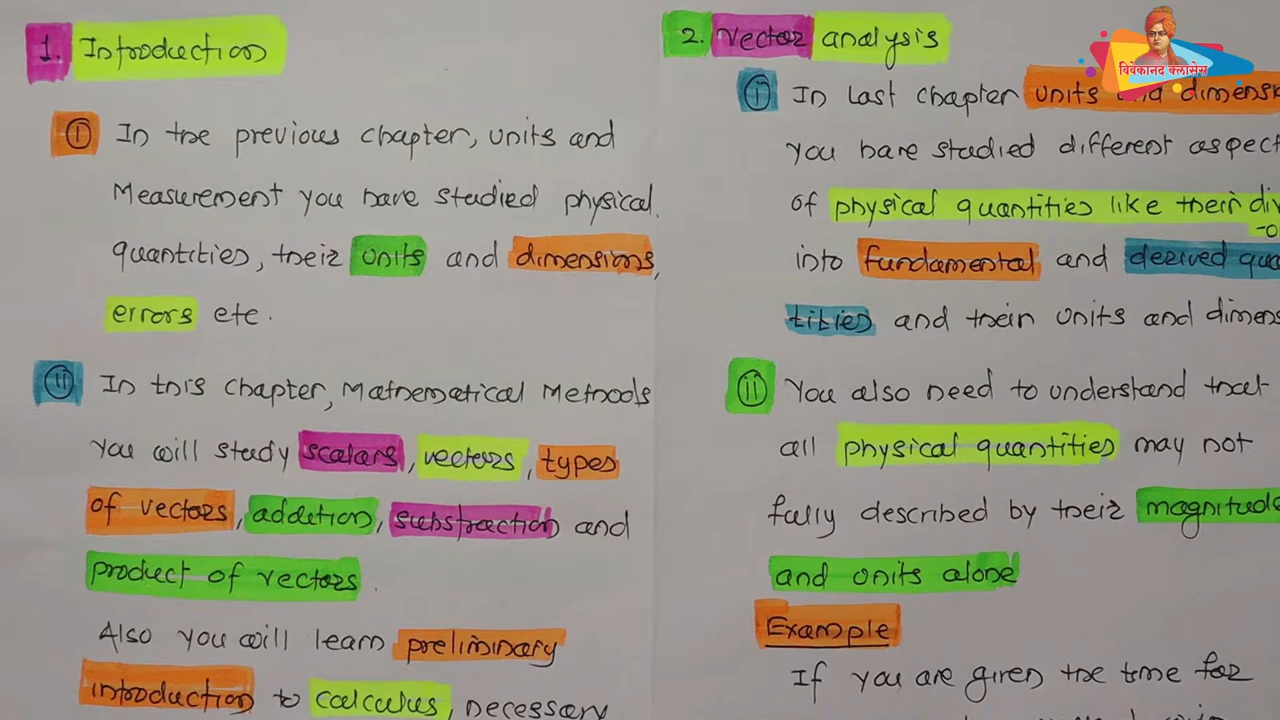 1. Introduction
① In the previous chapter, units and
Measurement you have studied physical
quantities, their units and dimensions,
errors etc.
② In this chapter, Mathematical Methods
you will study scalars, vectors, types
of vectors, addition, substraction and
product of vectors.
Also you will learn preliminary
introduction to calculus, necessary
2. Vector analysis
विवेकानंद क्लासेस
① In last chapter units and dimensi
you have studied different aspect
of physical quantities like their div
-o
into fundamental and derived qua
tities and their units and dimens
ⅱ You also need to understand that
all physical quantities may not
fully described by their magnitude
and units alone
Example
If you are given the time for